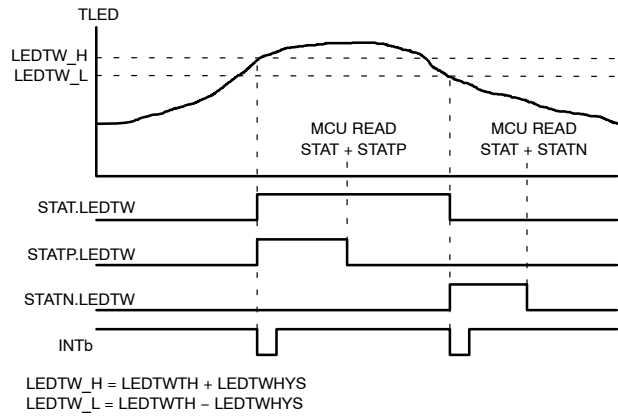 TLED
LEDTW_H
LEDTW_L
MCU READ
STAT + STATP
MCU READ
STAT + STATN
STAT.LEDTW
STATP.LEDTW
STATN.LEDTW
INTb
LEDTW_H = LEDTWTH + LEDTWHYS
LEDTW_L = LEDTWTH − LEDTWHYS